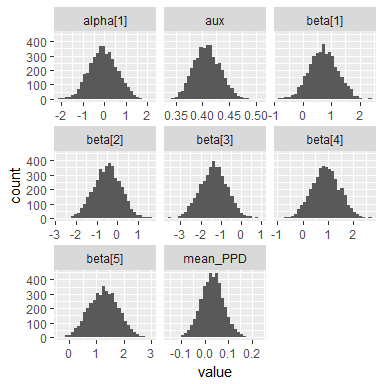 alpha[1] aux beta[1]
400
300
200
100
0
-2 -1 0 1 2 0.35 0.40 0.45 0.50 -1 0 1 2
beta[2] beta[3] beta[4]
400
300
200
100
0
-3 -2 -1 0 1 -3 -2 -1 0 1 -1 0 1 2
beta[5] mean_PPD
400
300
200
100
0
0 1 2 3 -0.1 0.0 0.1 0.2
count
value